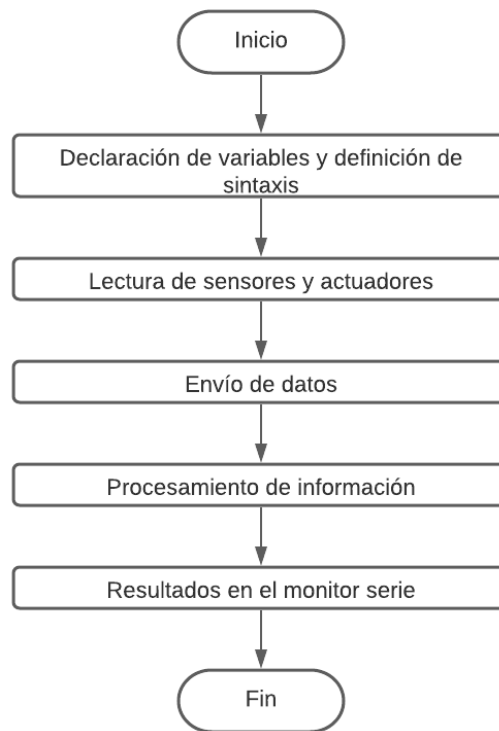 Inicio
Declaración de variables y definición de
sintaxis
Lectura de sensores y actuadores
Envío de datos
Procesamiento de información
Resultados en el monitor serie
Fin